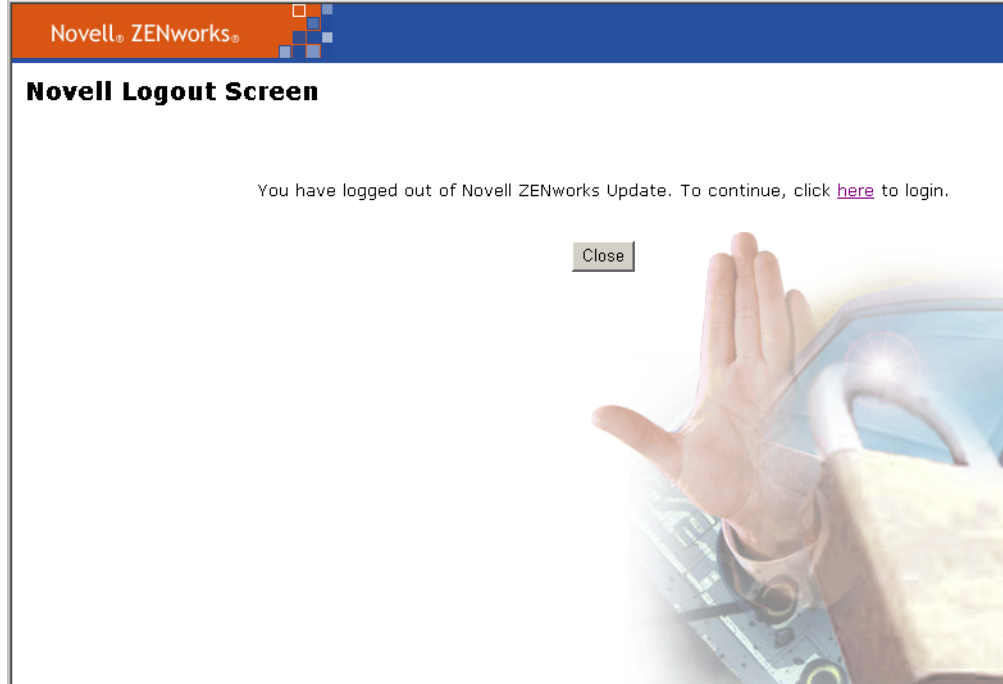 Novell® ZENworks®
Novell Logout Screen
You have logged out of Novell ZENworks Update. To continue, click here to login.
Close